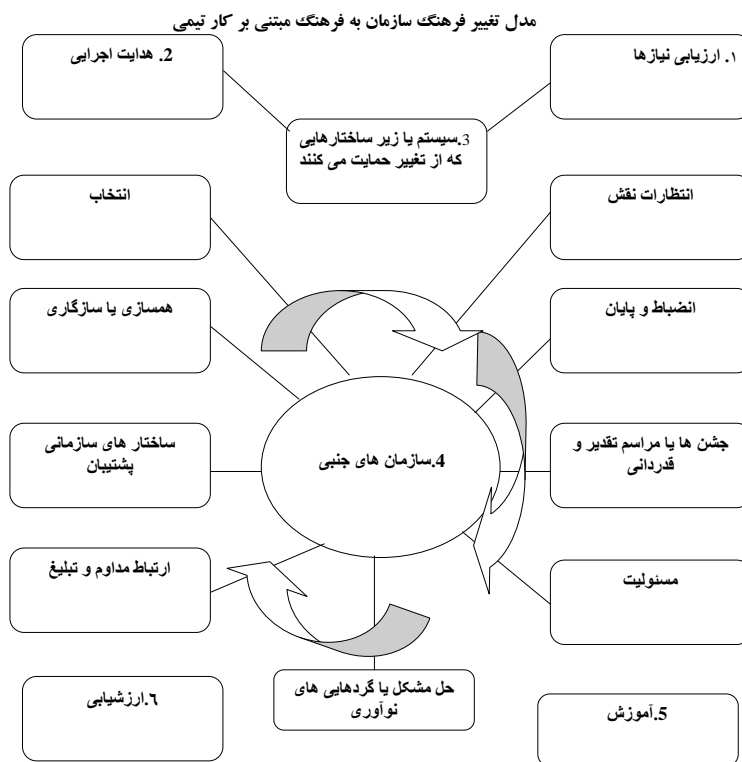 مدل تغییر فرهنگ سازمان به فرهنگ مبتنی بر کار تیمی
۱. ارزیابی نیازها
2. هدایت اجرایی
3.سیستم یا زیر ساختارهایی
که از تغییر حمایت می کنند
انتظارات نقش
انتخاب
انضباط و پایان
همسازی یا سازگاری
جشن ها یا مراسم تقدیر و
قدردانی
4.سازمان های جنبی
ساختار های سازمانی
پشتیبان
مسئولیت
ارتباط مداوم و تبلیغ
حل مشکل یا گردهایی های
نوآوری
5.آموزش
٦.ارزشیابی